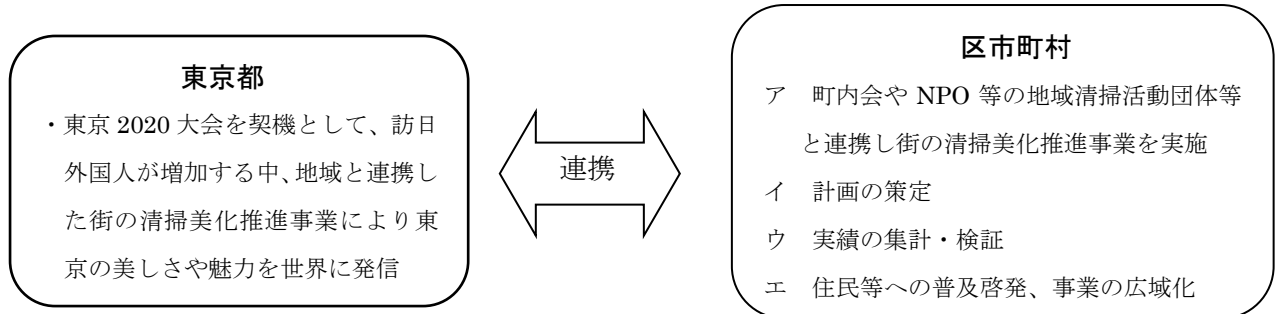 東京都
・東京 2020 大会を契機として、訪日
外国人が増加する中、地域と連携し
た街の清掃美化推進事業により東
京の美しさや魅力を世界に発信
連携
区市町村
ア 町内会や NPO 等の地域清掃活動団体等
と連携し街の清掃美化推進事業を実施
イ 計画の策定
ウ 実績の集計・検証
エ 住民等への普及啓発、事業の広域化